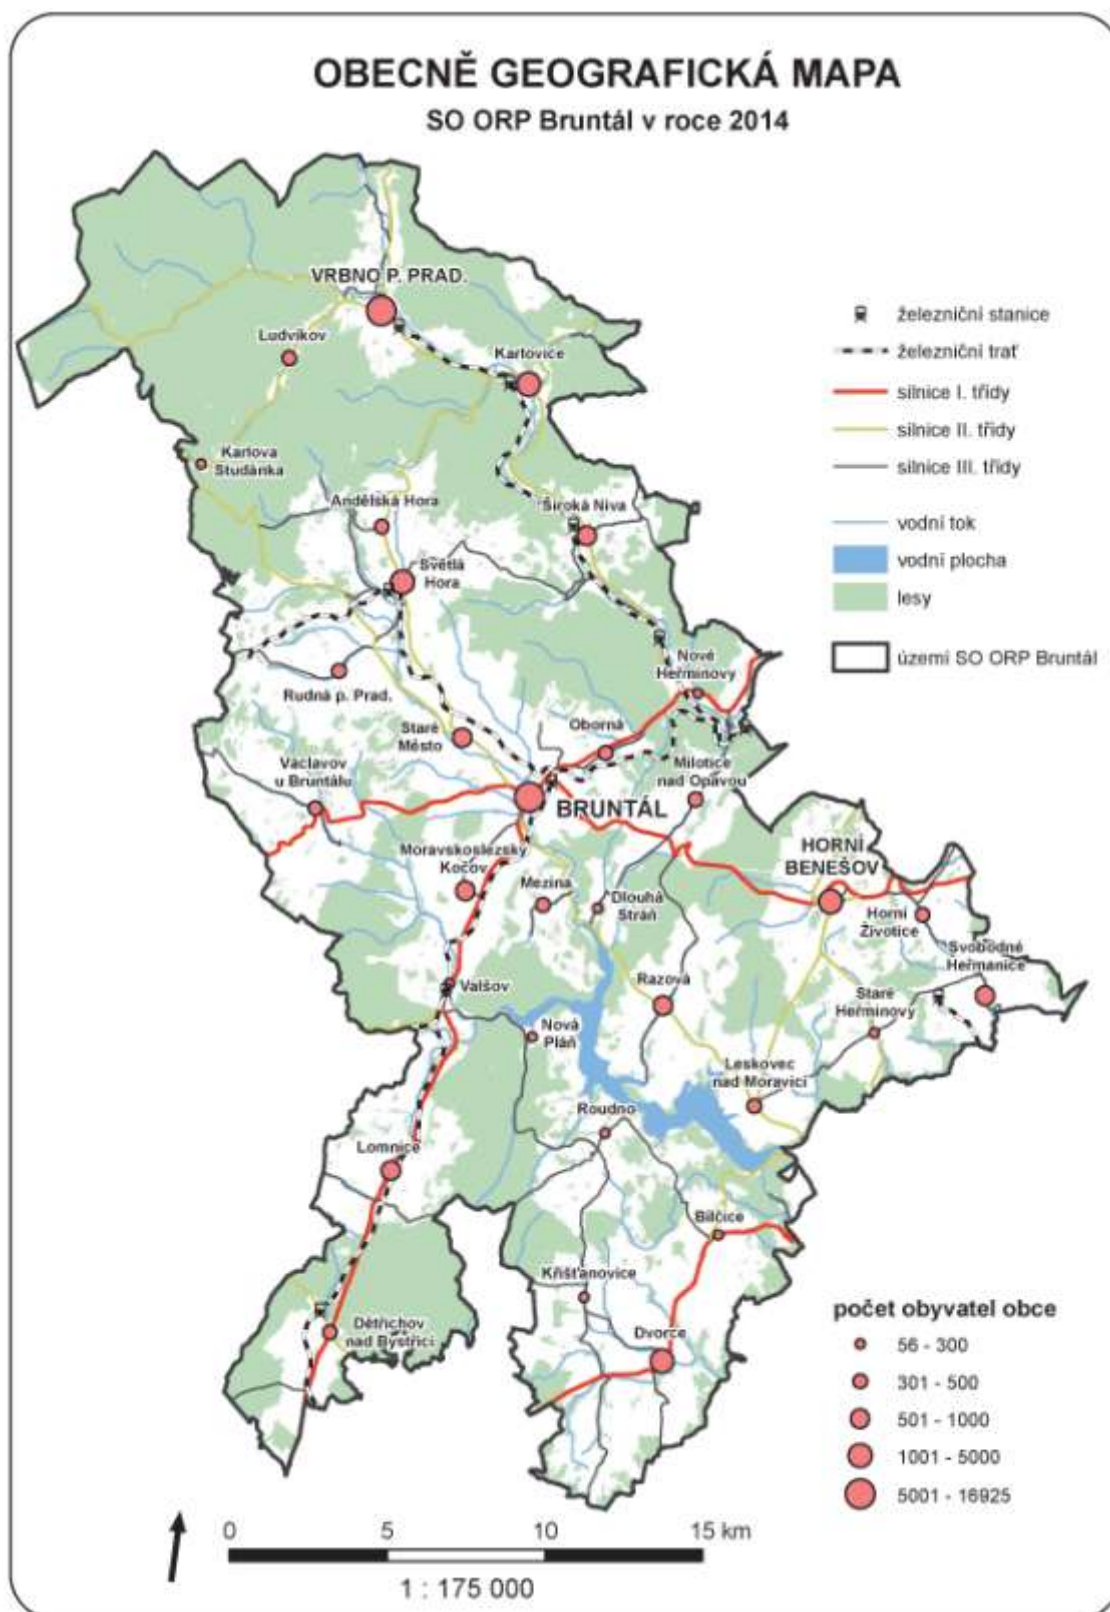 OBECNĚ GEOGRAFICKÁ MAPA
SO ORP Bruntál v roce 2014
VRBNO P. PRAD.
Ludvíkov
Karlovice
Karlova
Studánka
Andělská Hora
Široká Niva
Světlá
Hora
Nové
Heřminovy
Rudná p. Prad.
Staré
Město
Oborná
Václavov
u Bruntálu
Milotice
nad Opavou
BRUNTÁL
Moravskoslezský
Kočov
Mezina
Dlouhá
Stráň
HORNÍ
BENEŠOV
Horní
Životice
Svobodné
Heřmanice
Valšov
Razová
Staré
Heřminovy
Nová
Pláň
Leskovec
nad Moravicí
Roudno
Lomnice
Bílčice
Křišťanovice
Dětřichov
nad Bystřicí
Dvorce
železniční stanice
železniční trať
silnice I. třídy
silnice II. třídy
silnice III. třídy
vodní tok
vodní plocha
lesy
území SO ORP Bruntál
počet obyvatel obce
56 - 300
301 - 500
501 - 1000
1001 - 5000
5001 - 16925
0 5 10 15 km
1 : 175 000